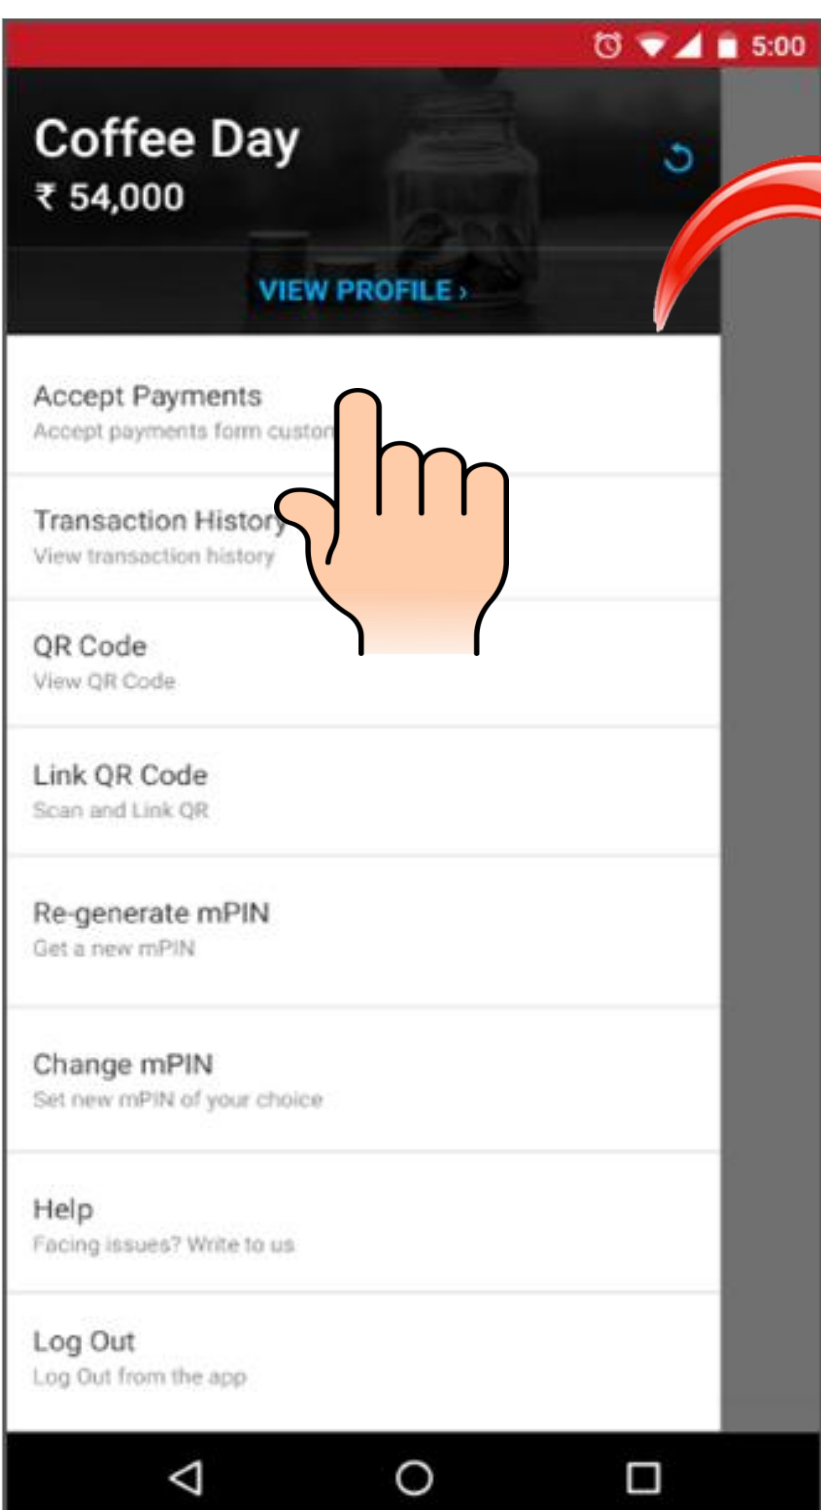 5:00
Coffee Day
₹ 54,000
VIEW PROFILE ›
Accept Payments
Accept payments form
Transaction History
View transaction history
QR Code
View QR Code
Link QR Code
Scan and Link QR
Re-generate mPIN
Get a new mPIN
Change mPIN
Set new mPIN of your choice
Help
Facing issues? Write to us
Log Out
Log Out from the app